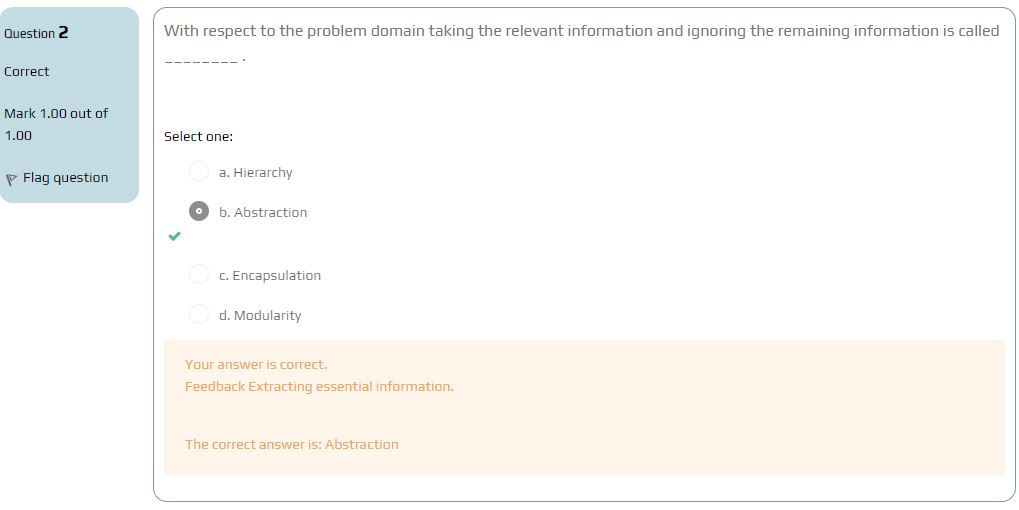 Question 2
Correct
Mark 1.00 out of
1.00
Flag question
With respect to the problem domain taking the relevant information and ignoring the remaining information is called
________ .
Select one:
a. Hierarchy
b. Abstraction
c. Encapsulation
d. Modularity
Your answer is correct.
Feedback Extracting essential information.
The correct answer is: Abstraction